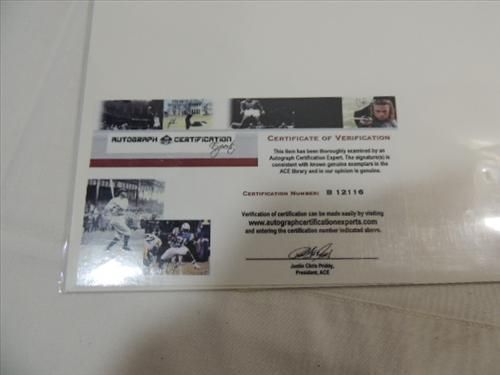 AUTOGRAPH CERTIFICATION
Experts
CERTIFICATE OF VERIFICATION
This item has been thoroughly examined by an
Autograph Certification Expert. The signature(s) is
consistent with known genuine exemplars in the
ACE library and in our opinion is genuine.
CERTIFICATION NUMBER: B 12116
Verification of certification can be made easily by visiting
www.autographcertificationexperts.com
and entering the certification number indicated above.
Justin Chris Priddy,
President, ACE